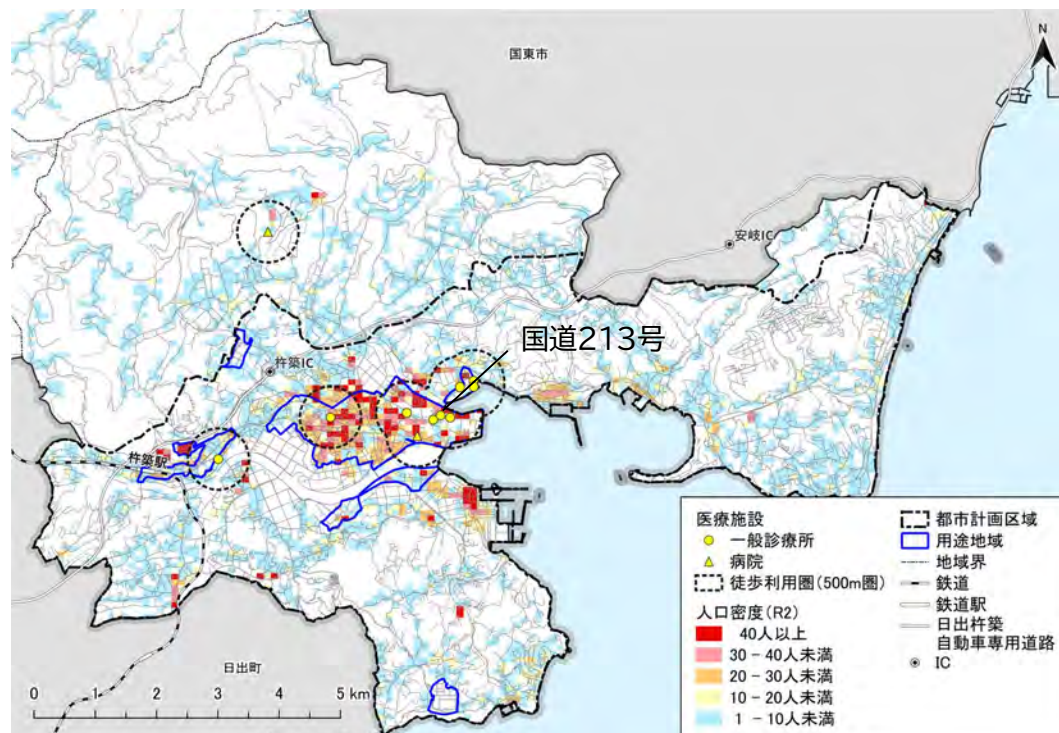 N
国東市
安岐IC
国道213号
杵築IC
杵築駅
日出町
0 1 2 3 4 5 km
医療施設
一般診療所
病院
徒歩利用圏(500m圏)
人口密度(R2)
40人以上
30 - 40人未満
20 - 30人未満
10 - 20人未満
1 - 10人未満
都市計画区域
用途地域
地域界
鉄道
鉄道駅
日出杵築
自動車専用道路
IC